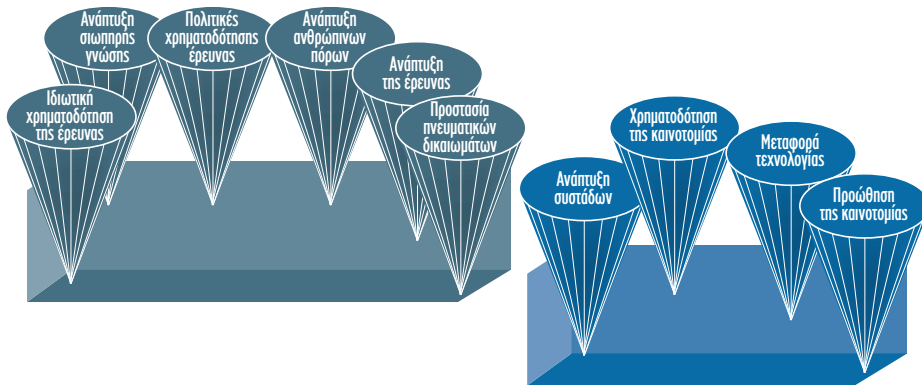 Ανάπτυξη
σιωπηρής
γνώσης
Πολιτικές
χρηματοδότησης
έρευνας
Ανάπτυξη
ανθρώπινων
πόρων
Ανάπτυξη
της έρευνας
Ιδιωτική
χρηματοδότηση
της έρευνας
Προστασία
πνευματικών
δικαιωμάτων
Ανάπτυξη
συστάδων
Χρηματοδότηση
της καινοτομίας
Μεταφορά
τεχνολογίας
Προώθηση
της καινοτομίας